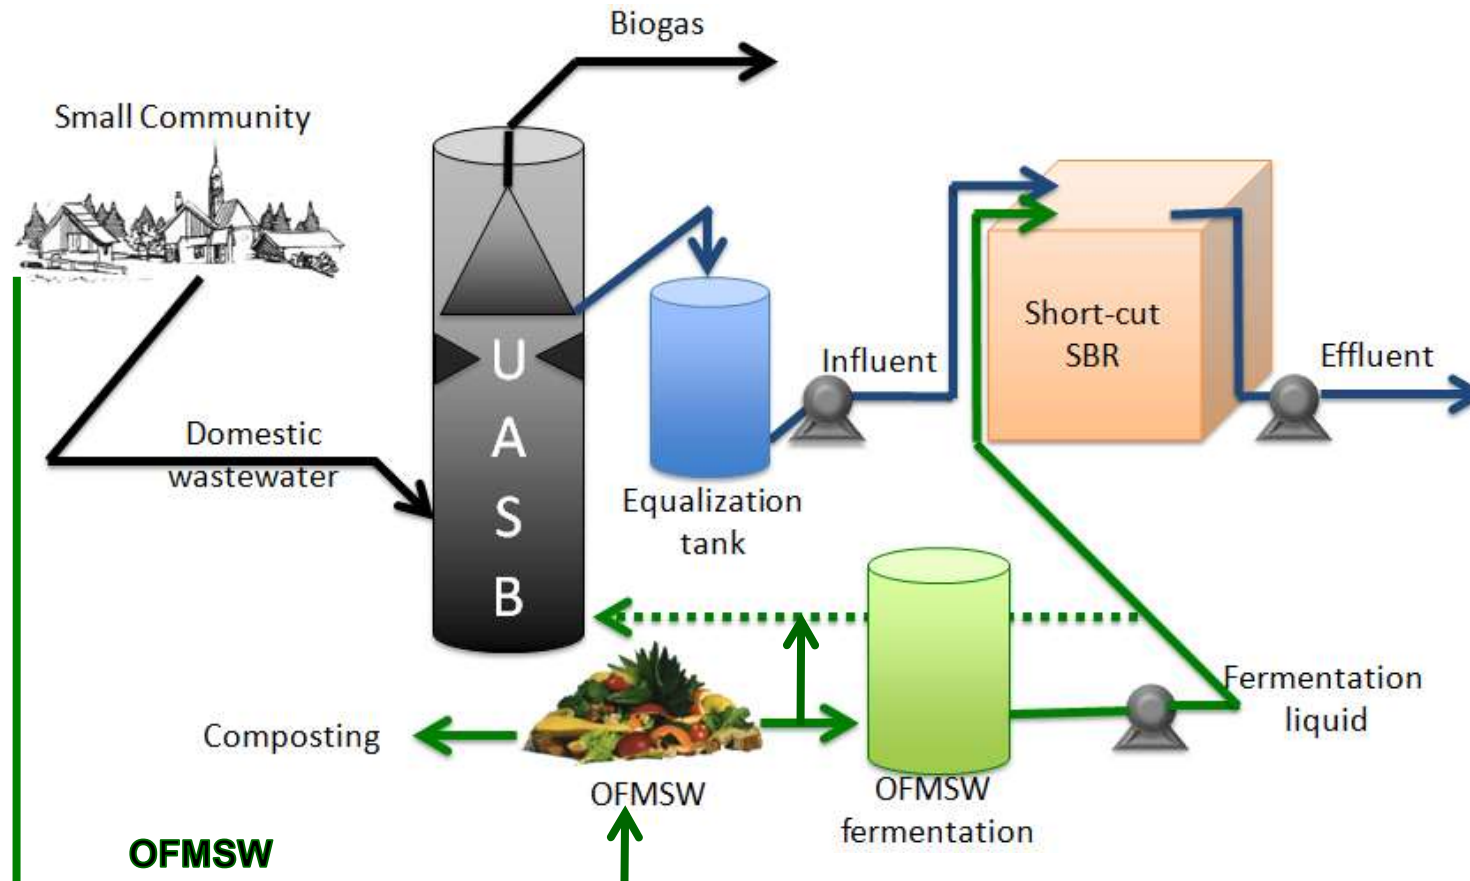 Biogas
Small Community
U
A
S
B
Short-cut
SBR
Influent
Effluent
Domestic
wastewater
Equalization
tank
Fermentation
liquid
Composting
OFMSW
OFMSW
fermentation
OFMSW